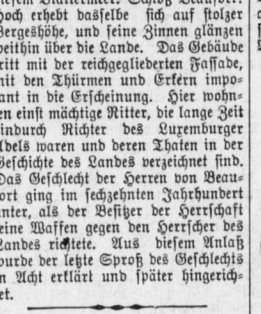 diesem Blättermeer. Schloß Beaufort.
Hoch erhebt dasselbe sich auf stolzer
Bergeshöhe, und seine Zinnen glänzen
weithin über die Lande. Das Gebäude
tritt mit der reichgegliederten Fassade,
mit den Thürmen und Erkern impo-
ant in die Erscheinung. Hier wohn-
en einst mächtige Ritter, die lange Zeit
hindurch Richter des Luxemburger
Adels waren und deren Thaten in der
Geschichte des Landes verzeichnet sind.
Das Geschlecht der Herren von Beau-
fort ging im sechzehnten Jahrhundert
unter, als der Besitzer der Herrschaft
seine Waffen gegen den Herrscher des
Landes richtete. Aus diesem Anlaß
wurde der letzte Sproß des Geschlechts
in Acht erklärt und später hingerich-
et.